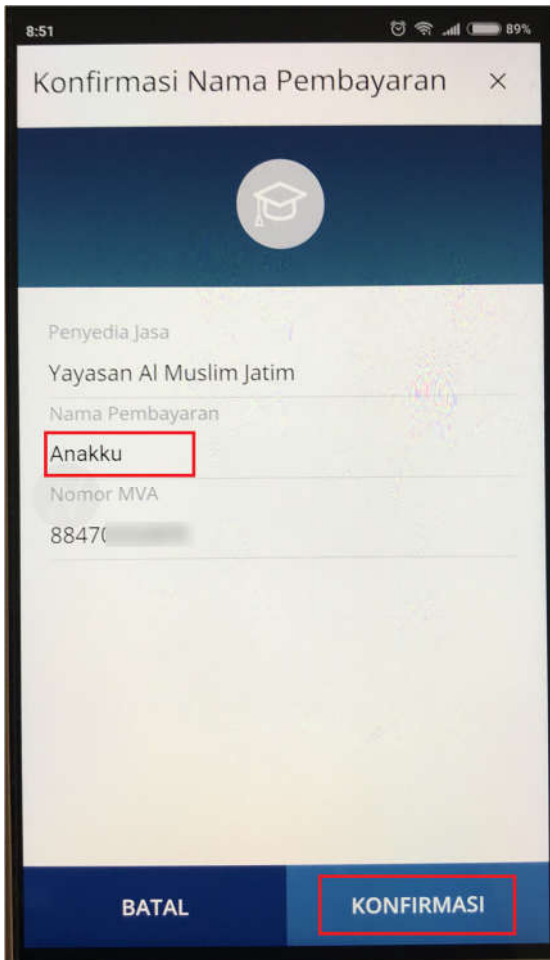 8:51
89%
Konfirmasi Nama Pembayaran
Penyedia Jasa
Yayasan Al Muslim Jatim
Nama Pembayaran
Anakku
Nomor MVA
8847
BATAL
KONFIRMASI